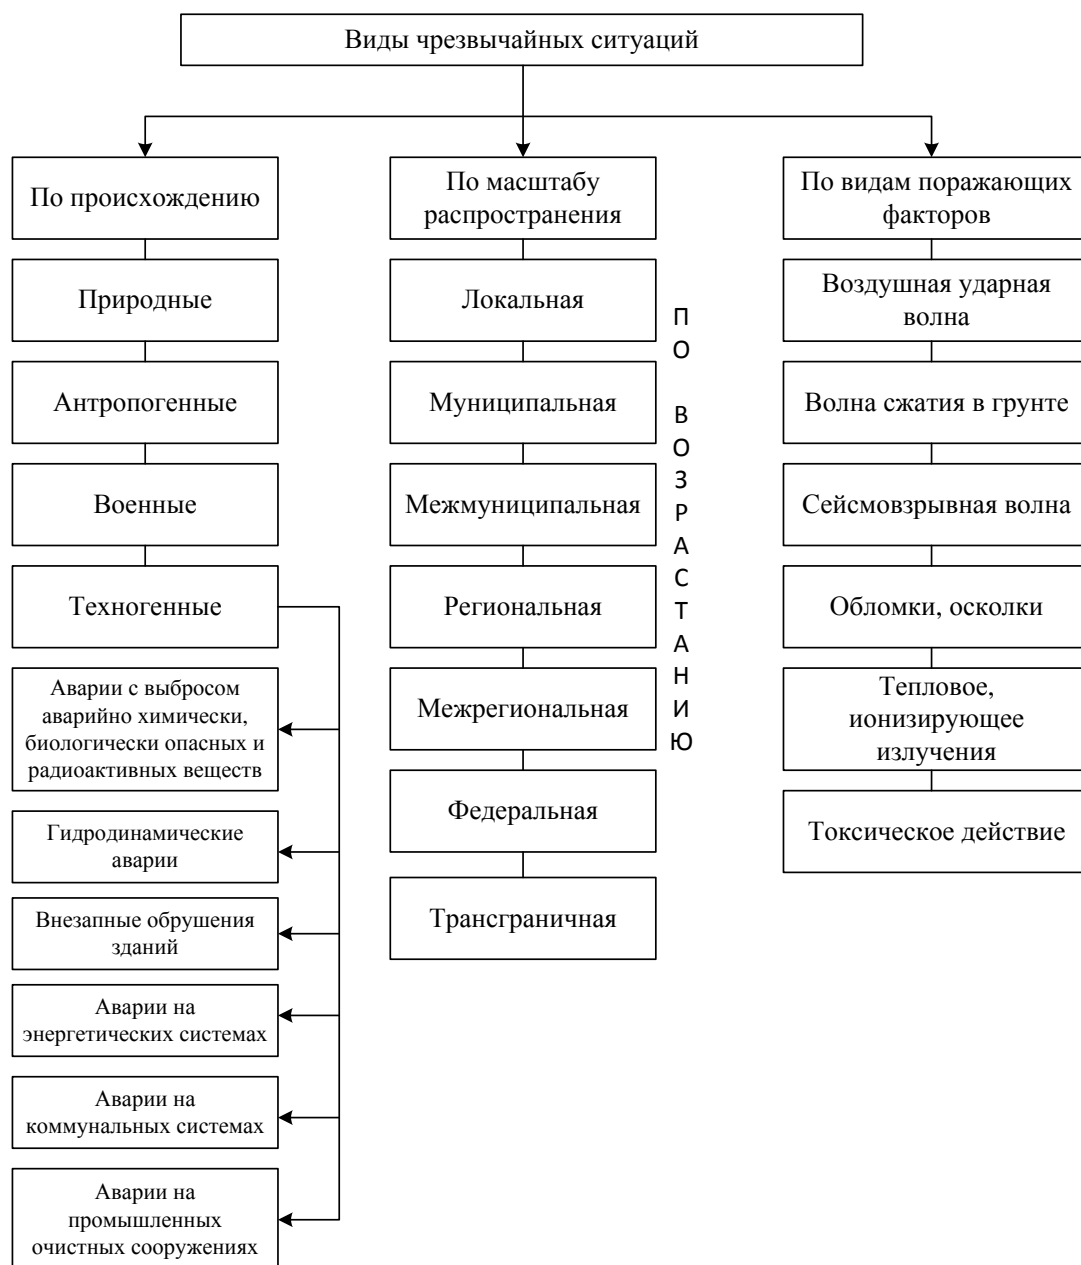 Виды чрезвычайных ситуаций
По происхождению
Природные
Антропогенные
Военные
Техногенные
Аварии с выбросом
аварийно химически,
биологически опасных и
радиоактивных веществ
Гидродинамические
аварии
Внезапные обрушения
зданий
Аварии на
энергетических системах
Аварии на
коммунальных системах
Аварии на
промышленных
очистных сооружениях
По масштабу
распространения
Локальная
Муниципальная
Межмуниципальная
Региональная
Межрегиональная
Федеральная
Трансграничная
ПО ВОЗРАСТАНИЮ
По видам поражающих
факторов
Воздушная ударная
волна
Волна сжатия в грунте
Сейсмовзрывная волна
Обломки, осколки
Тепловое,
ионизирующее
излучения
Токсическое действие